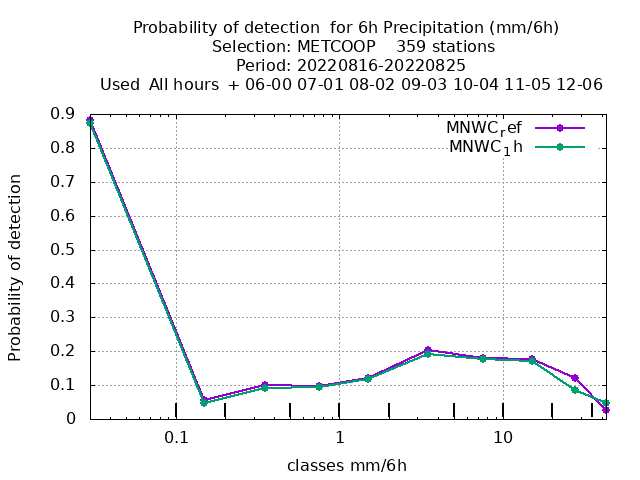 Probability of detection  for 6h Precipitation (mm/6h)
Selection: METCOOP    359 stations
Period: 20220816-20220825
Used  All hours  + 06-00 07-01 08-02 09-03 10-04 11-05 12-06
MNWC_ref
MNWC_1h
0.9
0.8
0.7
0.6
0.5
0.4
0.3
0.2
0.1
0
Probability of detection
0.1 1 10
classes mm/6h